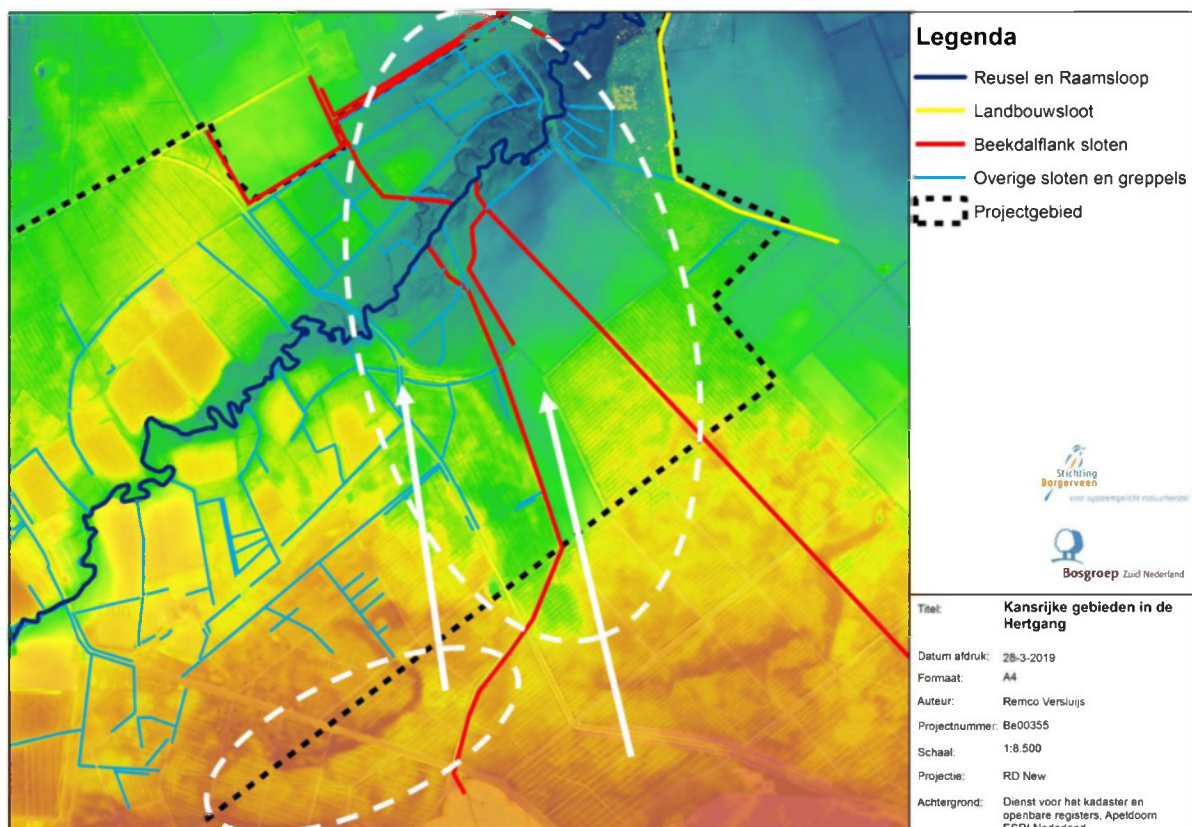 Legenda
Reusel en Raamsloop
Landbouwsloot
Beekdalflank sloten
Overige sloten en greppels
Projectgebied
Stichting
Bargerveen
voor systeemgericht natuurherstel
Bosgroep Zuid Nederland
Titel: Kansrijke gebieden in de
Hertgang
Datum afdruk: 28-3-2019
Formaat: A4
Auteur: Remco Versluijs
Projectnummer: Be00355
Schaal: 1:8.500
Projectie: RD New
Achtergrond: Dienst voor het kadaster en
openbare registers, Apeldoorn
ESRI Nederland